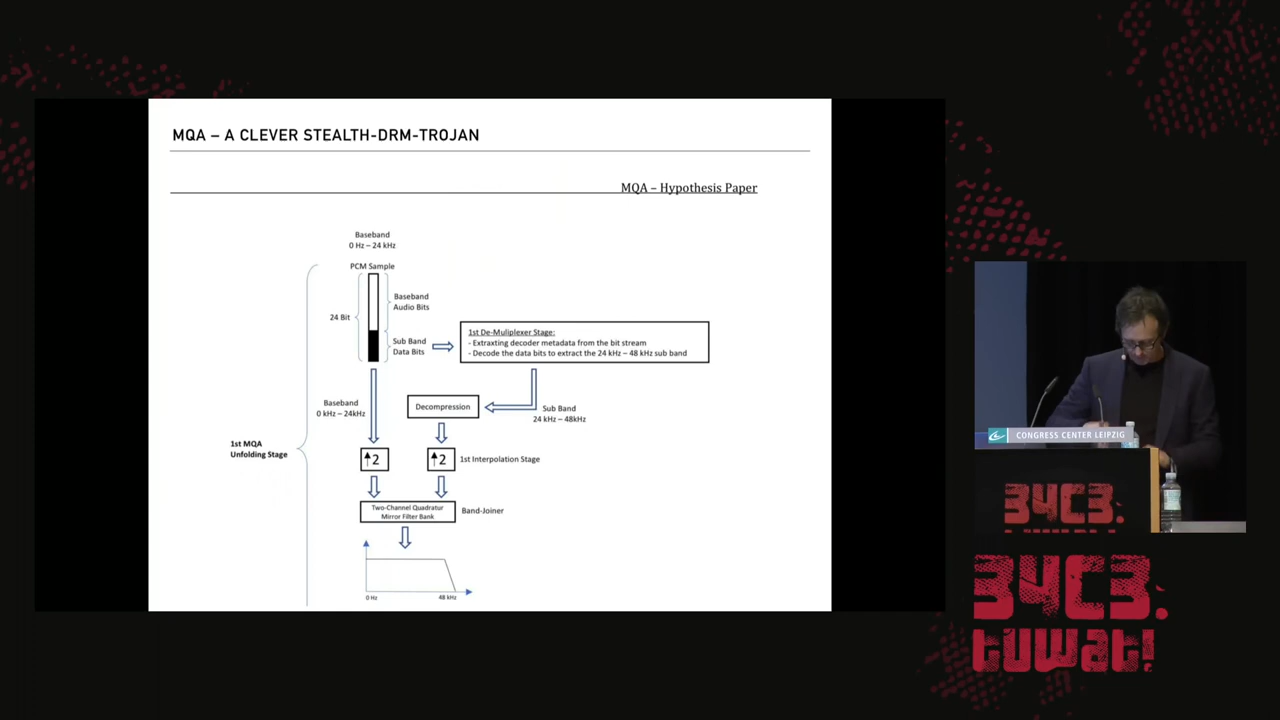 MQA – A CLEVER STEALTH-DRM-TROJAN
MQA – Hypothesis Paper
Baseband
0 Hz – 24 kHz
PCM Sample
24 Bit
Baseband
Audio Bits
Sub Band
Data Bits
1st De-Muliplexer Stage:
- Extraxting decoder metadata from the bit stream
- Decode the data bits to extract the 24 kHz – 48 kHz sub band
Baseband
0 kHz – 24kHz
Decompression
Sub Band
24 kHz – 48kHz
1st MQA
Unfolding Stage
2
2
1st Interpolation Stage
Two-Channel Quadratur
Mirror Filter Bank
Band-Joiner
0 Hz
48 kHz
CONGRESS CENTER LEIPZIG
34C3.
34C3.
tuwat!